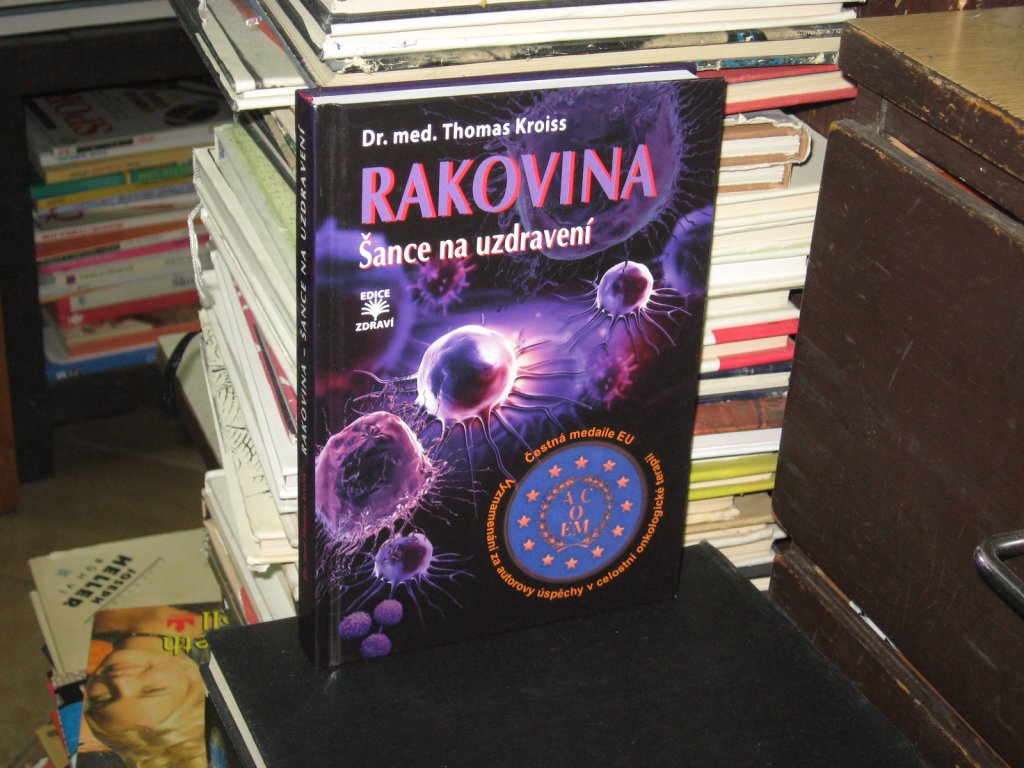 Dr. med. Thomas Kroiss
RAKOVINA
Šance na uzdravení
EDICE
ZDRAVÍ
Čestná medaile EU
Vyznamenání za autorovy úspěchy v celostní onkologické terapii
A C
O
EM
RAKOVINA – ŠANCE NA UZDRAVENÍ
JOSEPH
HELLER